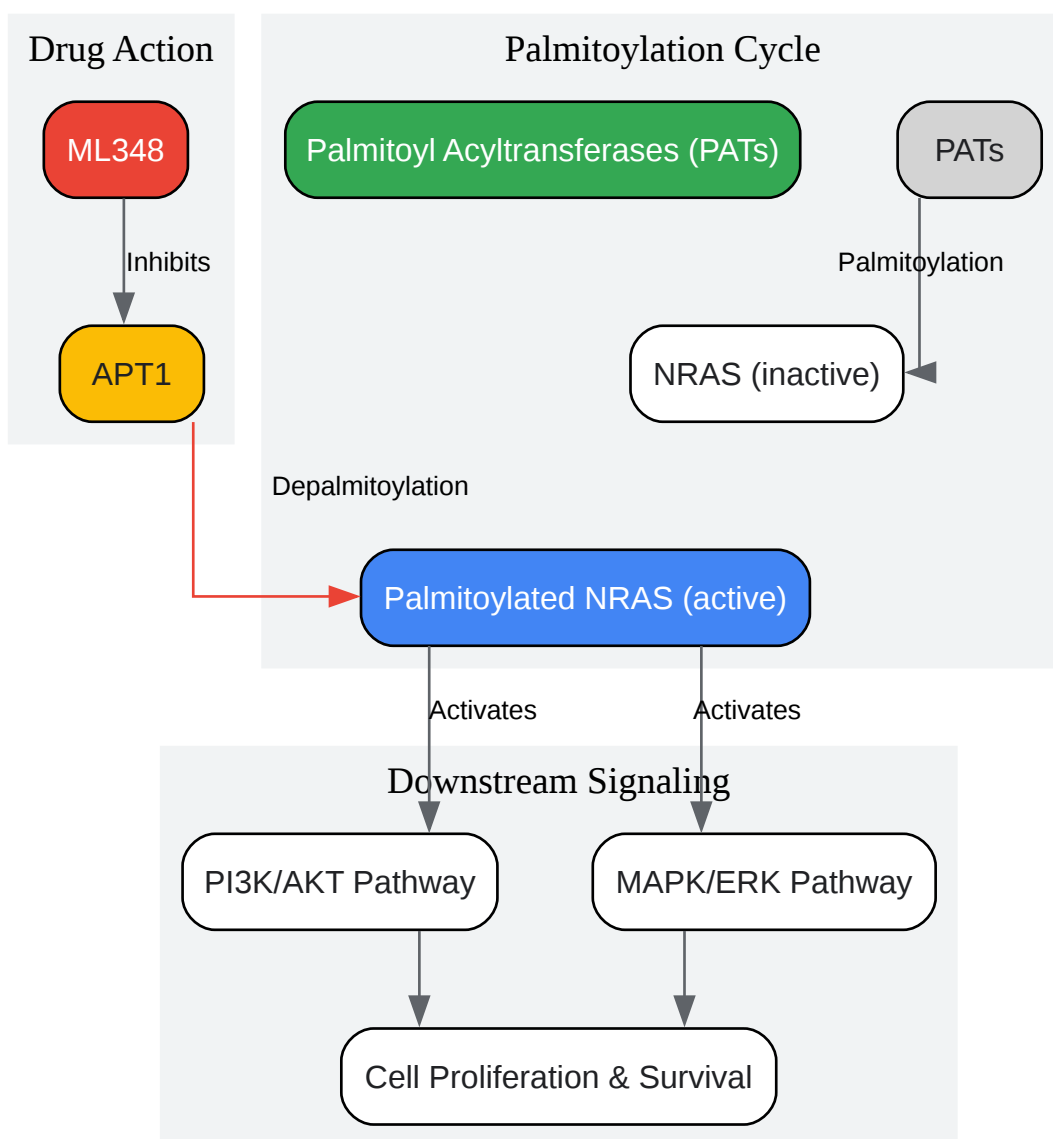 Drug Action
Palmitoylation Cycle
ML348
Palmitoyl Acyltransferases (PATs)
PATs
Inhibits
Palmitoylation
APT1
NRAS (inactive)
Depalmitoylation
Palmitoylated NRAS (active)
Activates
Activates
Downstream Signaling
PI3K/AKT Pathway
MAPK/ERK Pathway
Cell Proliferation & Survival